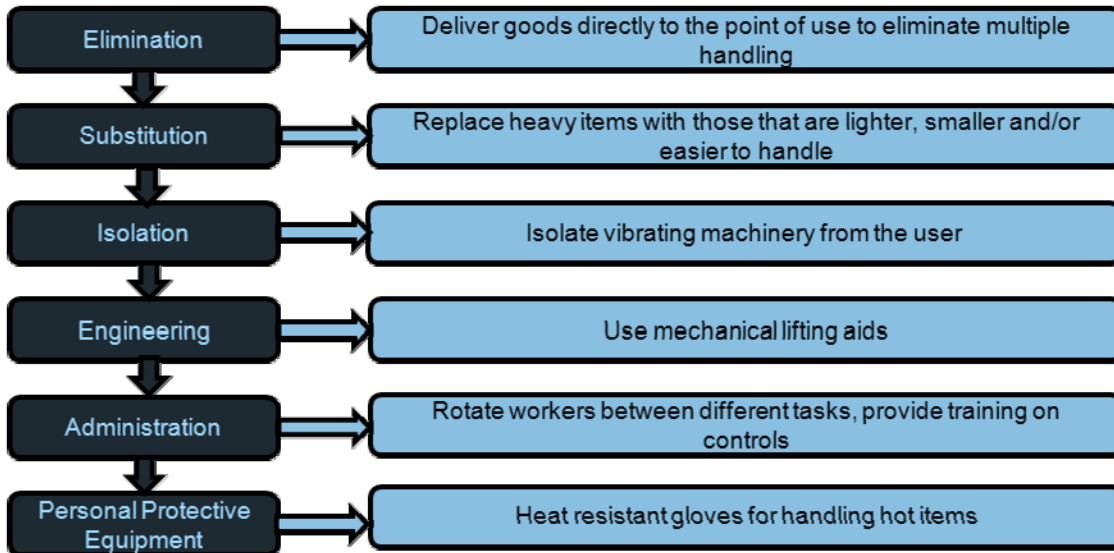 Elimination
Deliver goods directly to the point of use to eliminate multiple
handling
Substitution
Replace heavy items with those that are lighter, smaller and/or
easier to handle
Isolation
Isolate vibrating machinery from the user
Engineering
Use mechanical lifting aids
Administration
Rotate workers between different tasks, provide training on
controls
Personal Protective
Equipment
Heat resistant gloves for handling hot items